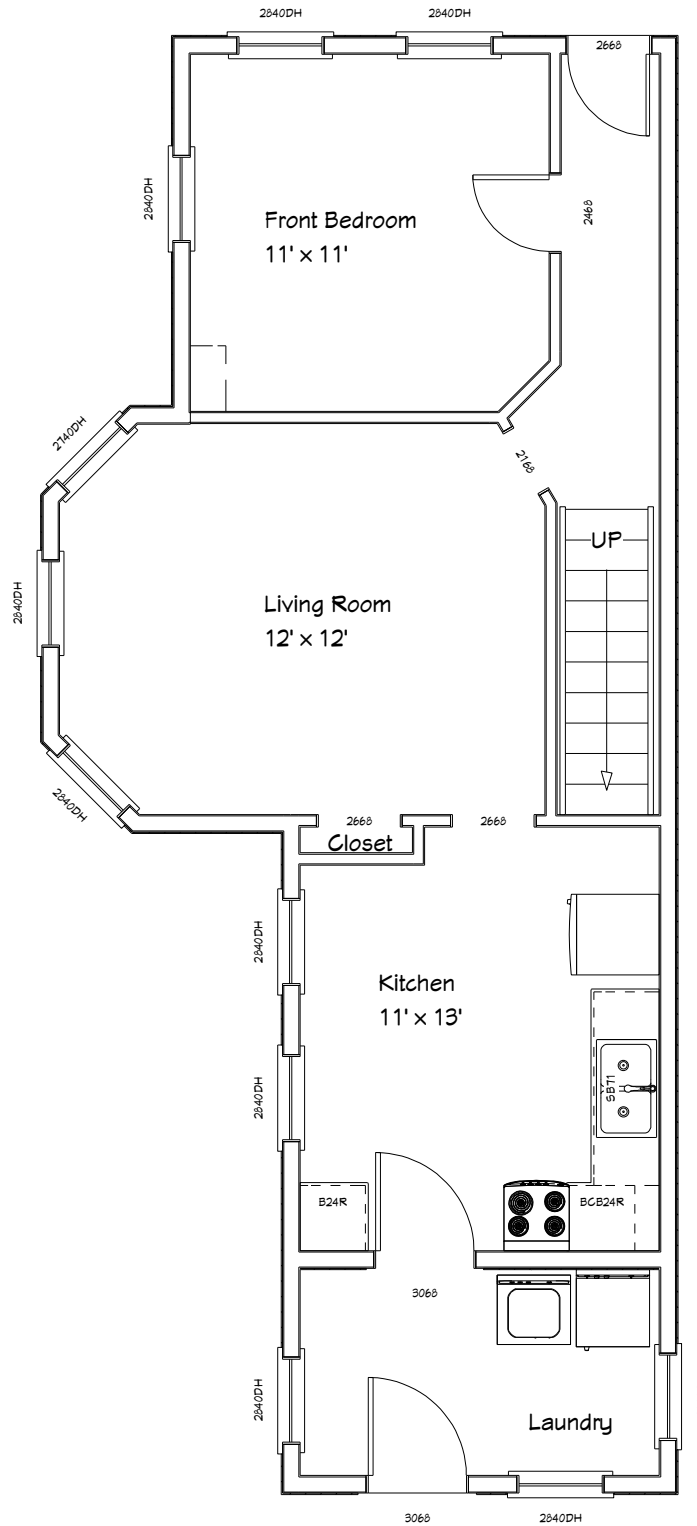 2840DH
2840DH
2668
2840DH
Front Bedroom
11' x 11'
2468
2740DH
2168
UP
2840DH
Living Room
12' x 12'
2840DH
2668
2668
Closet
2840DH
Kitchen
11' x 13'
2840DH
SB71
B24R
BCB24R
3068
2840DH
Laundry
3068
2840DH